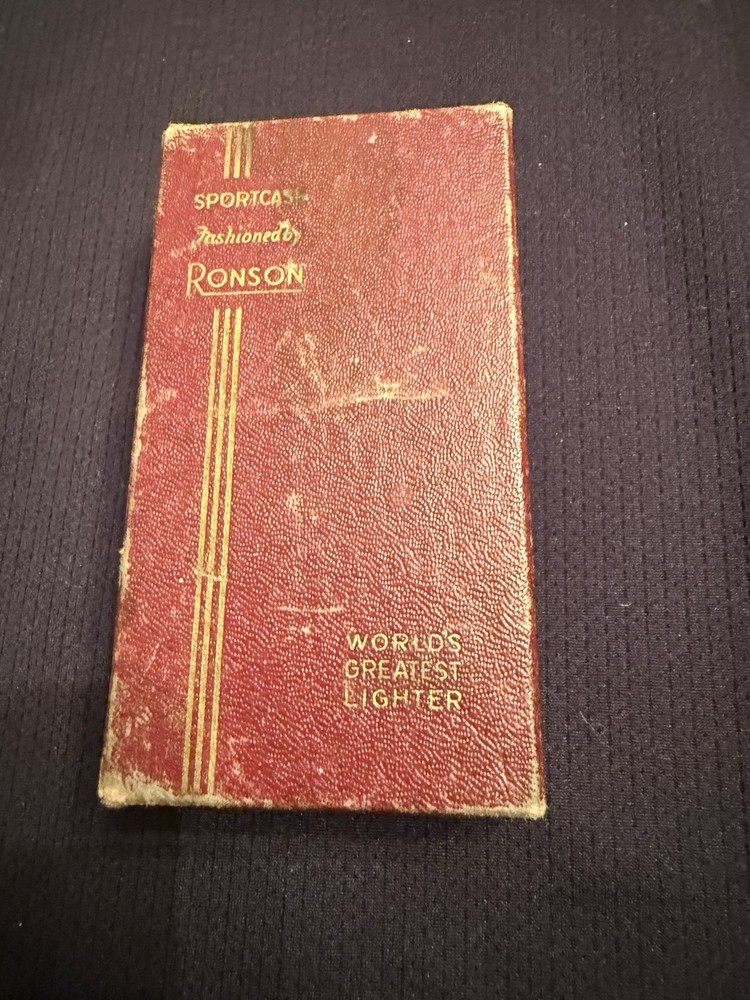 SPORTCASE
Fashioned by
RONSON
WORLD'S
GREATEST
LIGHTER